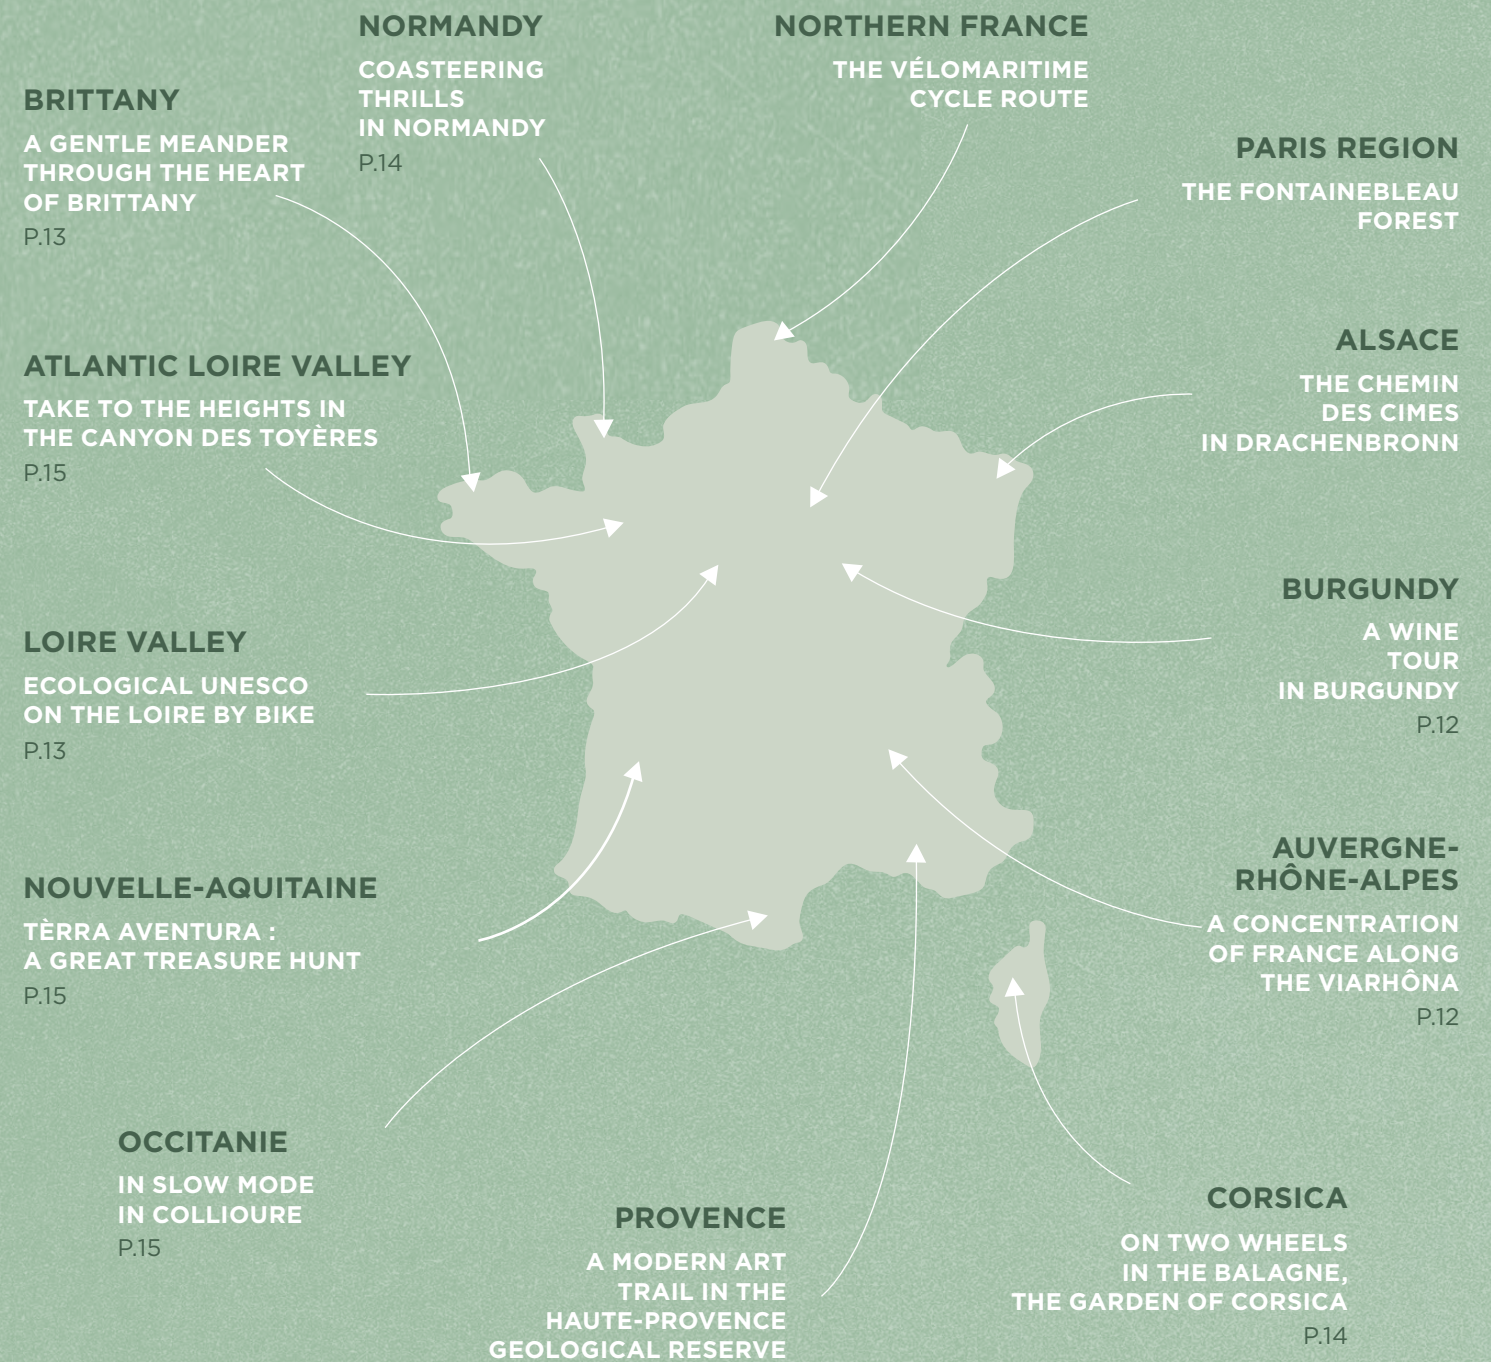 NORMANDY
COASTEERING
THRILLS
IN NORMANDY
P.14
NORTHERN FRANCE
THE VÉLOMARITIME
CYCLE ROUTE
BRITTANY
A GENTLE MEANDER
THROUGH THE HEART
OF BRITTANY
P.13
PARIS REGION
THE FONTAINEBLEAU
FOREST
ATLANTIC LOIRE VALLEY
TAKE TO THE HEIGHTS IN
THE CANYON DES TOYÈRES
P.15
ALSACE
THE CHEMIN
DES CIMES
IN DRACHENBRONN
LOIRE VALLEY
ECOLOGICAL UNESCO
ON THE LOIRE BY BIKE
P.13
BURGUNDY
A WINE
TOUR
IN BURGUNDY
P.12
NOUVELLE-AQUITAINE
TÈRRA AVENTURA :
A GREAT TREASURE HUNT
P.15
AUVERGNE-
RHÔNE-ALPES
A CONCENTRATION
OF FRANCE ALONG
THE VIARHÔNA
P.12
OCCITANIE
IN SLOW MODE
IN COLLIOURE
P.15
PROVENCE
A MODERN ART
TRAIL IN THE
HAUTE-PROVENCE
GEOLOGICAL RESERVE
CORSICA
ON TWO WHEELS
IN THE BALAGNE,
THE GARDEN OF CORSICA
P.14